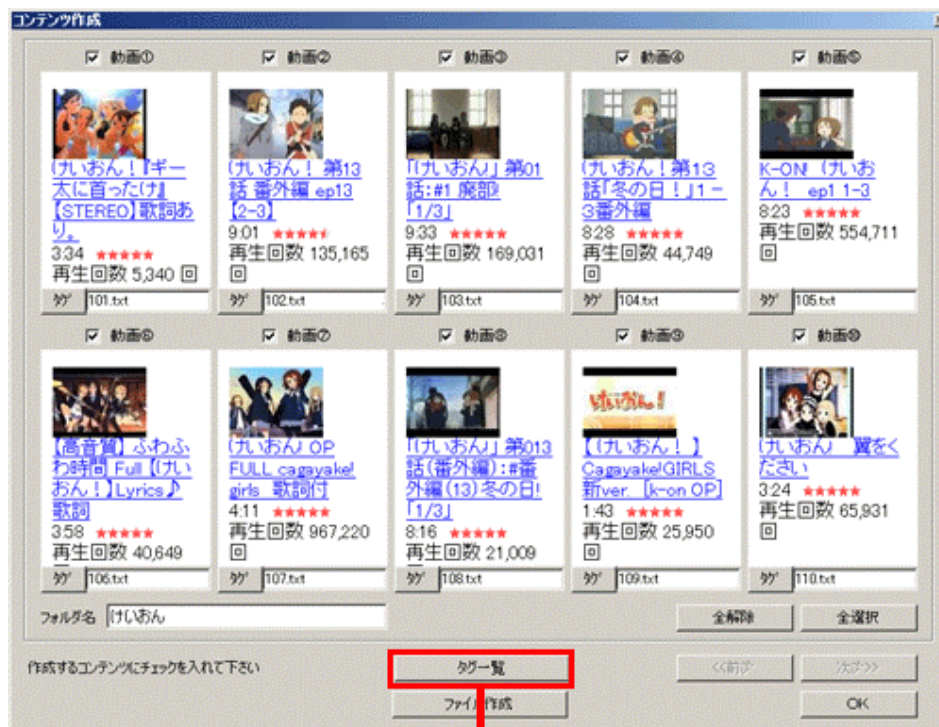 コンテンツ作成
動画①
動画②
動画③
動画④
動画⑤
けいおん!『ギー
太に首ったけ』
【STEREO】歌詞あ
り。
3:34 ★★★★★
再生回数 5,340 回
けいおん! 第13
話 番外編 ep13
【2-3】
9:01
再生回数 135,165
回
「けいおん!」 第01
話:#1 廃部!
「1/3」
9:33 ★★★★★
再生回数 169,031
回
けいおん! 第13
話「冬の日!」1-
3番外編
8:28 ★★★★★
再生回数 44,749
回
K-ON! (けいお
ん! ep1 1-3
8:23 ★★★★★
再生回数 554,711
回
タグ 101.txt
タグ 102.txt
タグ 103.txt
タグ 104.txt
タグ 105.txt
動画⑥
動画⑦
動画⑧
動画⑨
動画⑩
【高音質】 ふわふ
わ時間 Full 【けい
おん!】Lyrics♪
歌詞
3:58 ★★★★★
再生回数 40,649
けいおん! OP
FULL cagayake!
girls 歌詞付
4:11 ★★★★★
再生回数 967,220
回
「けいおん!」 第013
話(番外編):#番
外編(13)冬の日!
「1/3」
8:16 ★★★★★
再生回数 21,009
けいおん!
【けいおん!】
Cagayake!GIRLS
新ver. [k-on OP]
1:43 ★★★★★
再生回数 25,950
回
けいおん! 翼をく
ださい
3:24 ★★★★★
再生回数 65,931
回
タグ 106.txt
タグ 107.txt
タグ 108.txt
タグ 109.txt
タグ 110.txt
フォルダ名 けいおん
全解除
全選択
作成するコンテンツにチェックを入れて下さい
タグ一覧
<<前へ
次へ>>
ファイル作成
OK